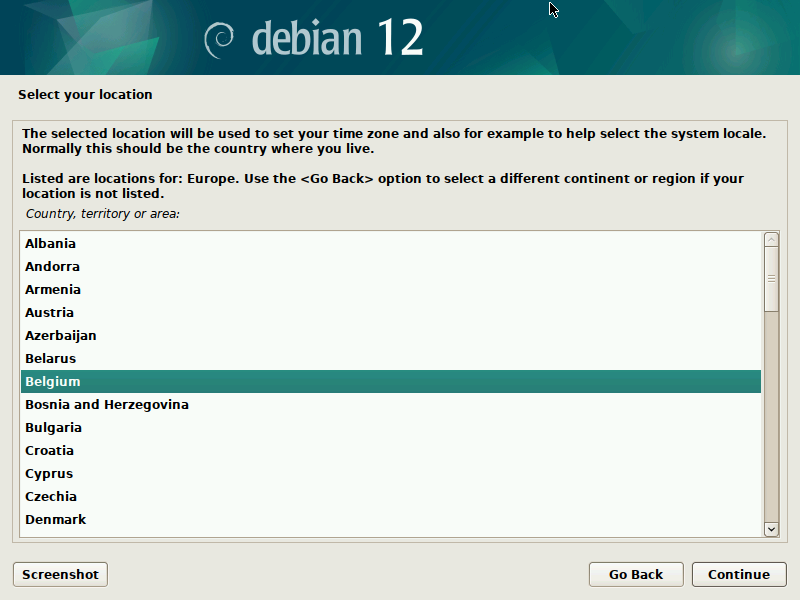 debian 12
Select your location
The selected location will be used to set your time zone and also for example to help select the system locale.
Normally this should be the country where you live.
Listed are locations for: Europe. Use the <Go Back> option to select a different continent or region if your
location is not listed.
Country, territory or area:
Albania
Andorra
Armenia
Austria
Azerbaijan
Belarus
Belgium
Bosnia and Herzegovina
Bulgaria
Croatia
Cyprus
Czechia
Denmark
Screenshot
Go Back
Continue